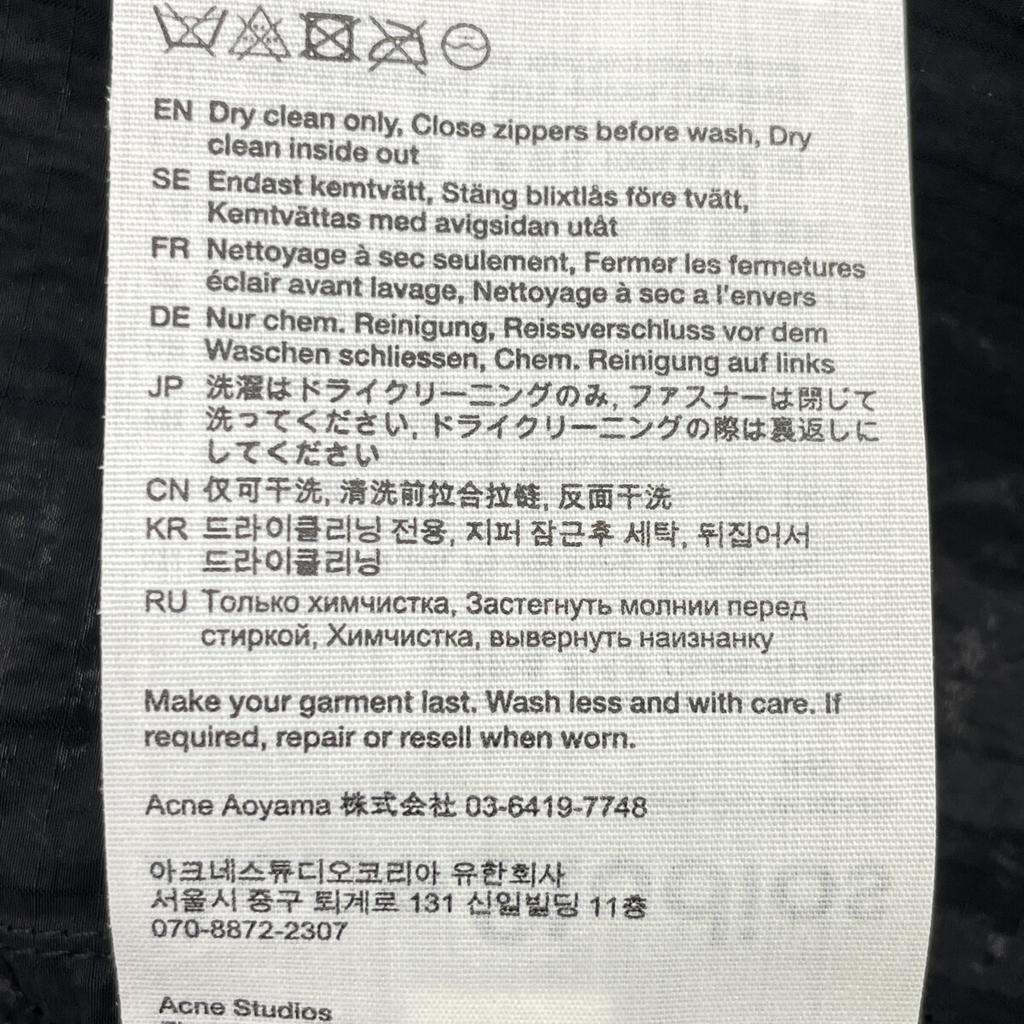 EN Dry clean only, Close zippers before wash, Dry
clean inside out
SE Endast kemtvätt, Stäng blixtlås före tvätt,
Kemtvättas med avigsidan utåt
FR Nettoyage à sec seulement, Fermer les fermetures
éclair avant lavage, Nettoyage à sec a l'envers
DE Nur chem. Reinigung, Reissverschluss vor dem
Waschen schliessen, Chem. Reinigung auf links
JP 洗濯はドライクリーニングのみ, ファスナーは閉じて
洗ってください, ドライクリーニングの際は裏返しに
してください
CN 仅可干洗, 清洗前拉合拉链, 反面干洗
KR 드라이클리닝 전용, 지퍼 잠근후 세탁, 뒤집어서
드라이클리닝
RU Только химчистка, Застегнуть молнии перед
стиркой, Химчистка, вывернуть наизнанку
Make your garment last. Wash less and with care. If
required, repair or resell when worn.
Acne Aoyama 株式会社 03-6419-7748
아크네스튜디오코리아 유한회사
서울시 중구 퇴계로 131 신일빌딩 11층
070-8872-2307
Acne Studios